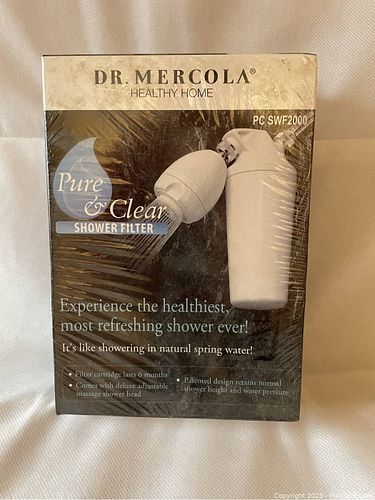 DR. MERCOLA®
HEALTHY HOME
PC SWF2000
Pure
& Clear
SHOWER FILTER
Experience the healthiest,
most refreshing shower ever!
It's like showering in natural spring water!
• Filter cartridge lasts 6 months
• Comes with deluxe adjustable
massage shower head
• Patented design retains normal
shower height and water pressure